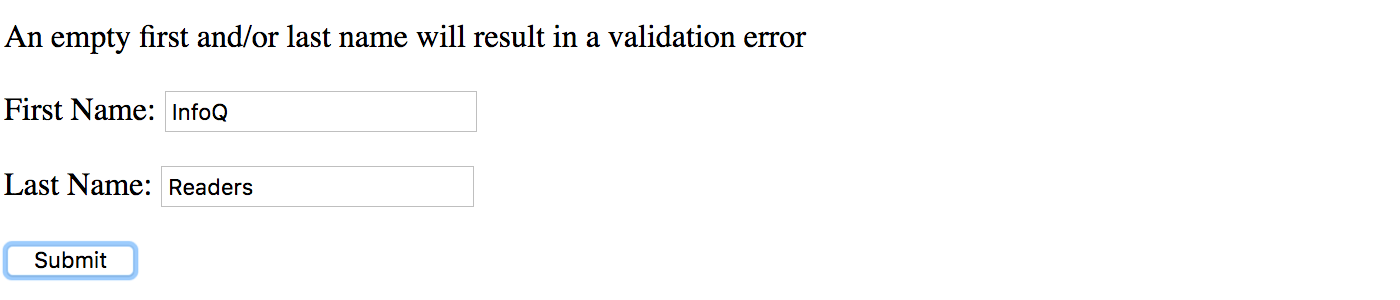 An empty first and/or last name will result in a validation error
First Name: InfoQ
Last Name: Readers
Submit